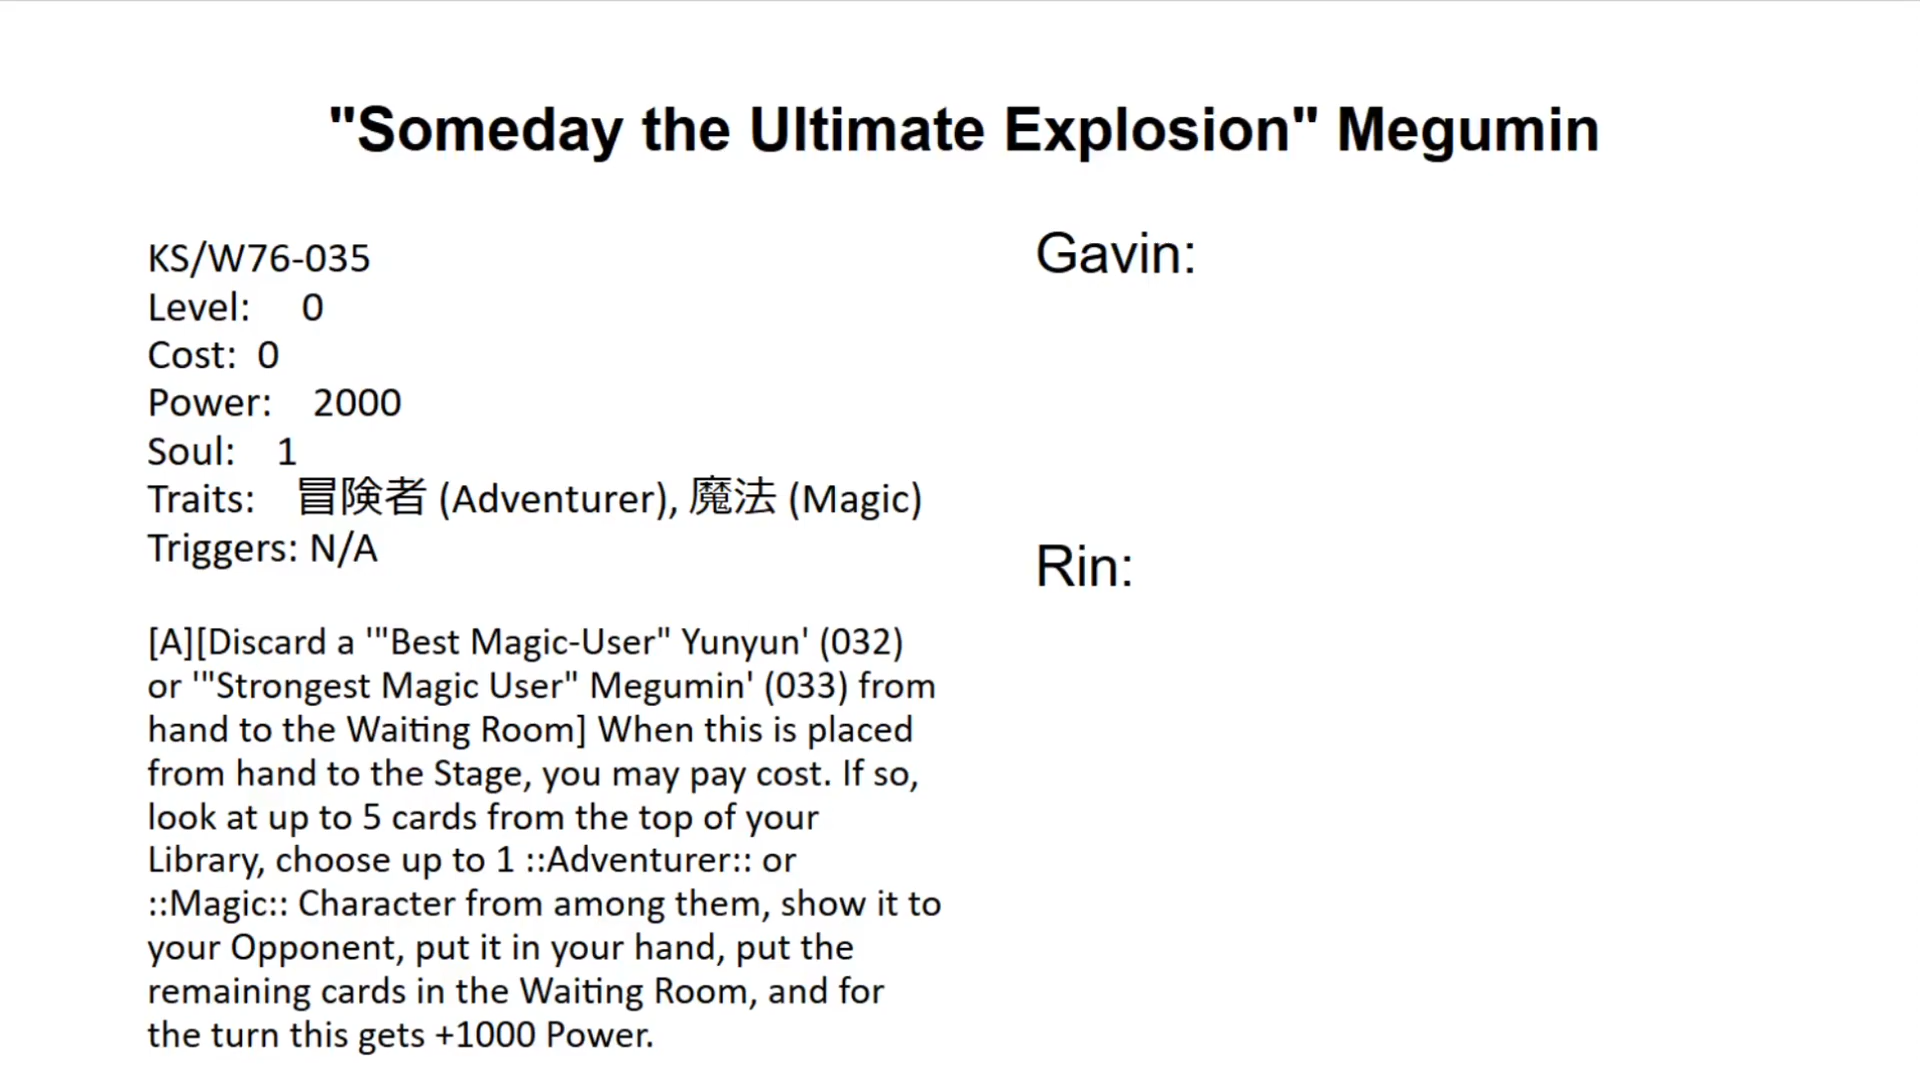 "Someday the Ultimate Explosion" Megumin
KS/W76-035
Level: 0
Cost: 0
Power: 2000
Soul: 1
Traits: 冒険者 (Adventurer), 魔法 (Magic)
Triggers: N/A
[A][Discard a '"Best Magic-User" Yunyun' (032)
or '"Strongest Magic User" Megumin' (033) from
hand to the Waiting Room] When this is placed
from hand to the Stage, you may pay cost. If so,
look at up to 5 cards from the top of your
Library, choose up to 1 ::Adventurer:: or
::Magic:: Character from among them, show it to
your Opponent, put it in your hand, put the
remaining cards in the Waiting Room, and for
the turn this gets +1000 Power.
Gavin:
Rin: